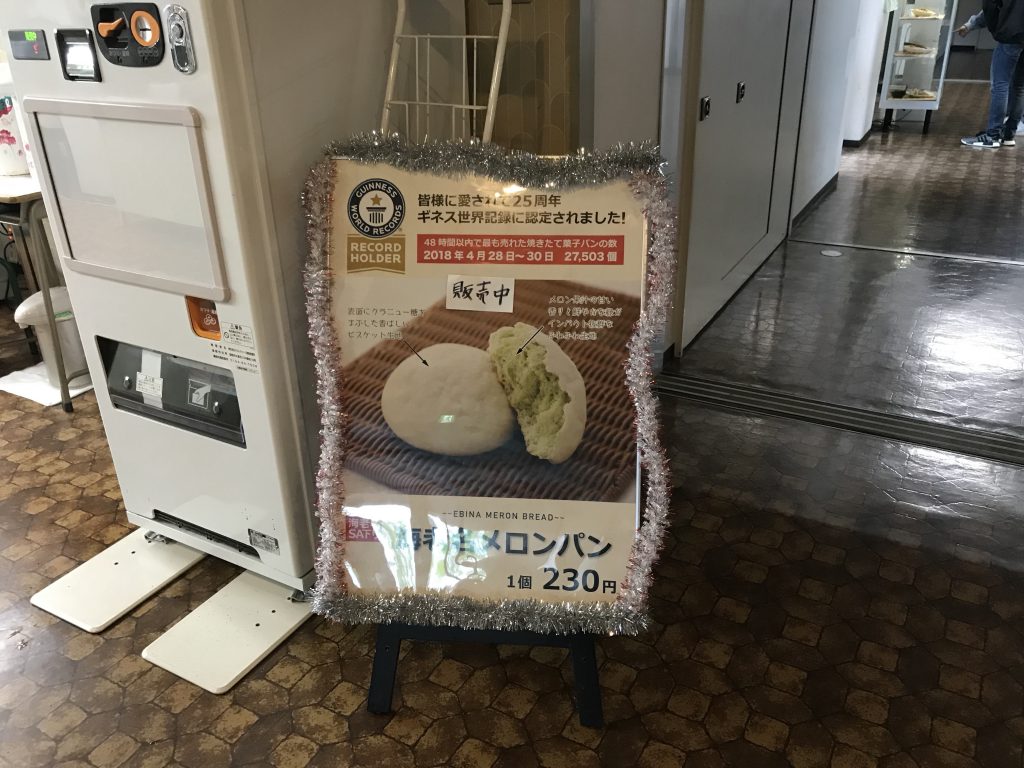 GUINNESS WORLD RECORDS
RECORD
HOLDER
皆様に愛されて25周年
ギネス世界記録に認定されました!
48時間以内で最も売れた焼きたて菓子パンの数
2018年4月28日~30日 27,503個
販売中
表面にグラニュー糖を
まぶした香ばしい
ビスケット生地
メロン果汁の甘い
香りと鮮やかな緑が
インパクト抜群な
~~EBINA MERON BREAD~~
海老名メロンパン
1個 230円